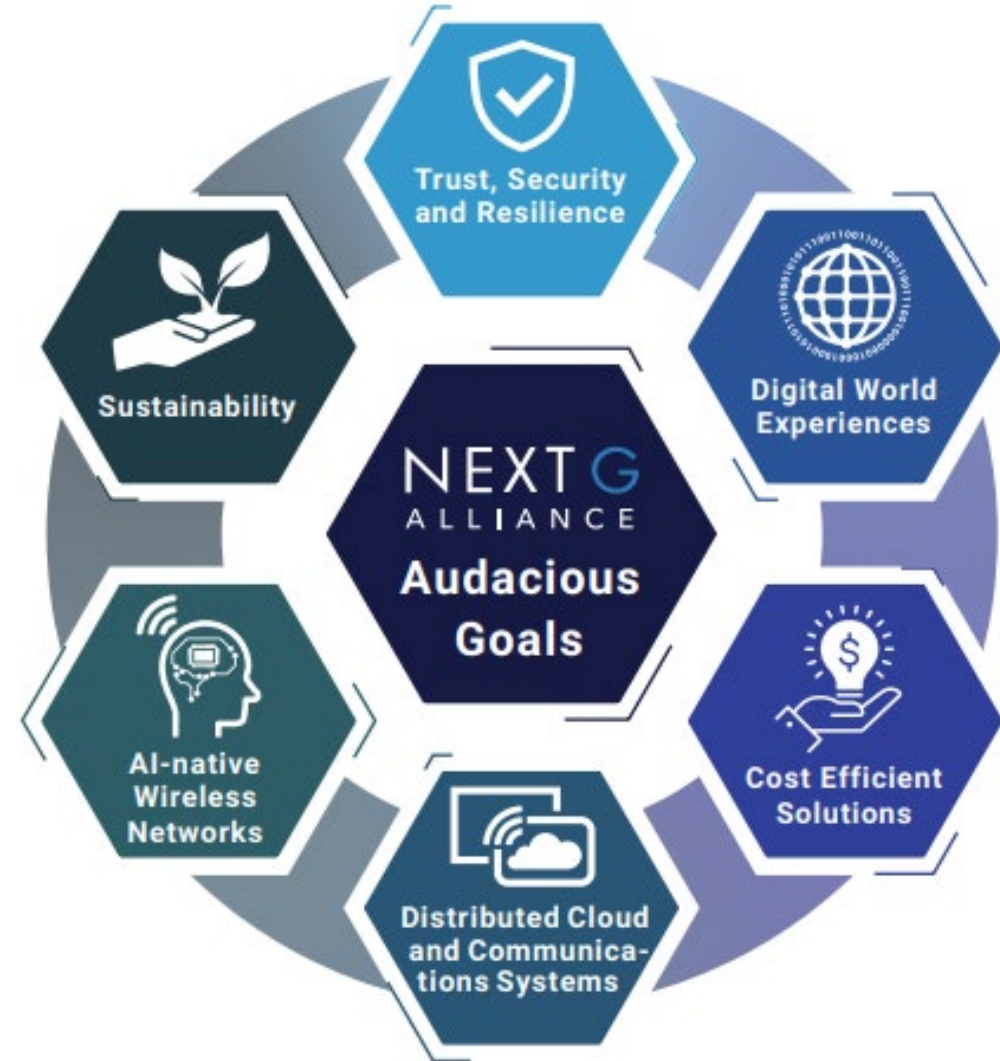 Trust, Security
and Resilience
Digital World
Experiences
Cost Efficient
Solutions
Distributed Cloud
and Communica-
tions Systems
AI-native
Wireless
Networks
Sustainability
NEXT G
ALLIANCE
Audacious
Goals